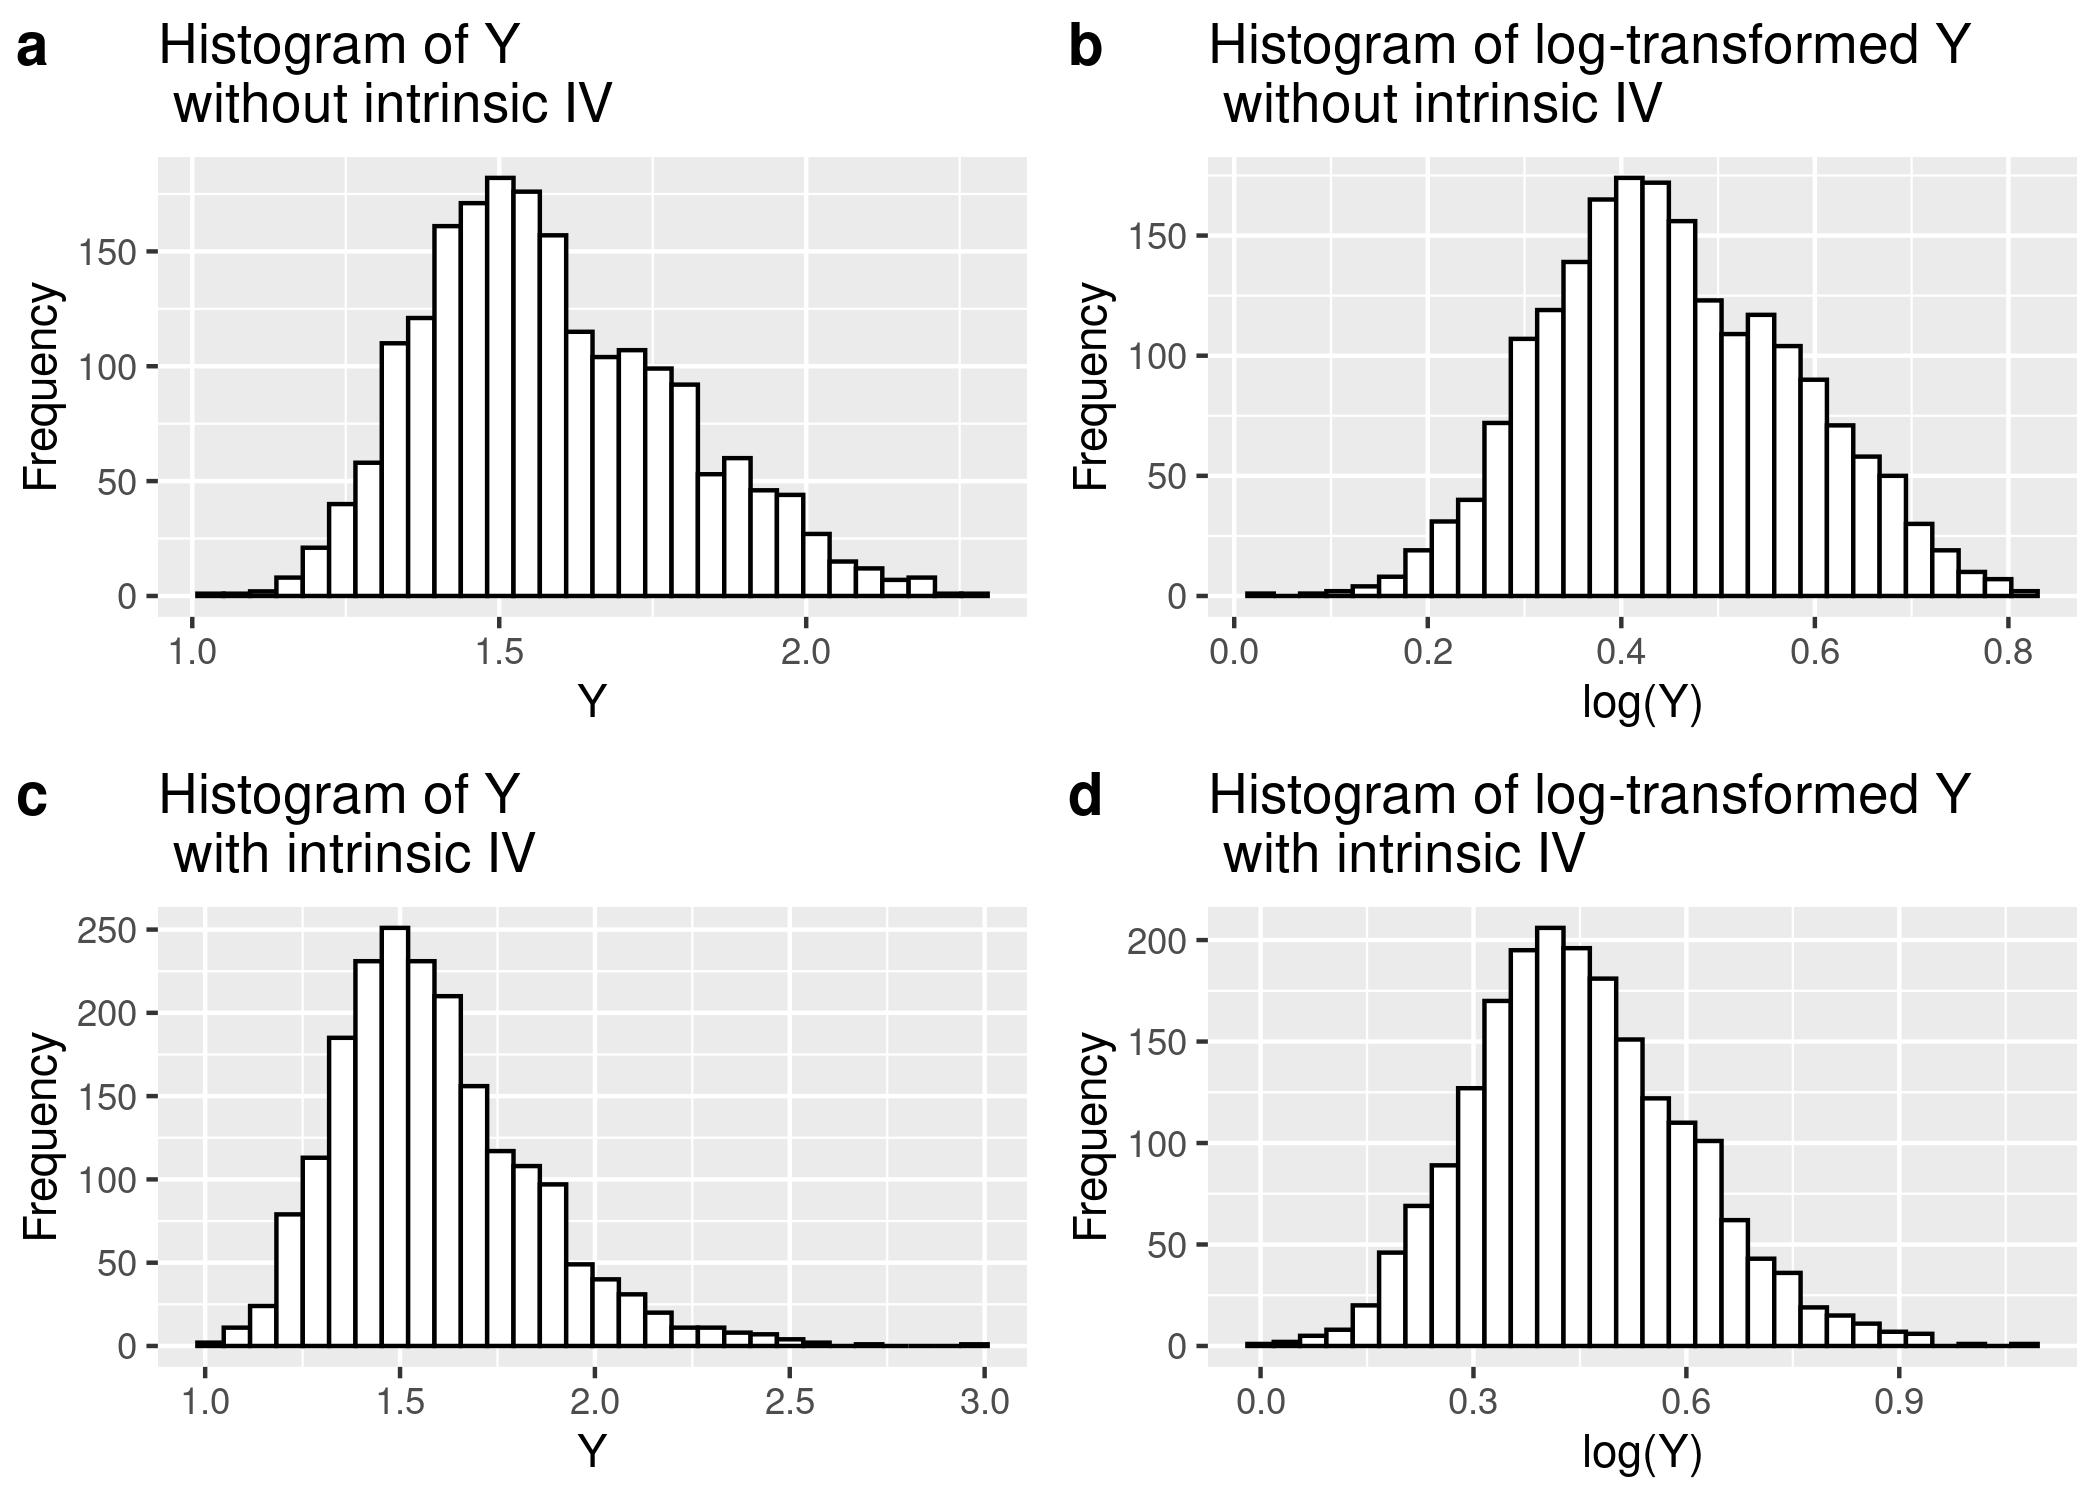 a
Histogram of Y
without intrinsic IV
Frequency
150
100
50
0
1.0 1.5 2.0
Y
b
Histogram of log-transformed Y
without intrinsic IV
Frequency
150
100
50
0
0.0 0.2 0.4 0.6 0.8
log(Y)
c
Histogram of Y
with intrinsic IV
Frequency
250
200
150
100
50
0
1.0 1.5 2.0 2.5 3.0
Y
d
Histogram of log-transformed Y
with intrinsic IV
Frequency
200
150
100
50
0
0.0 0.3 0.6 0.9
log(Y)